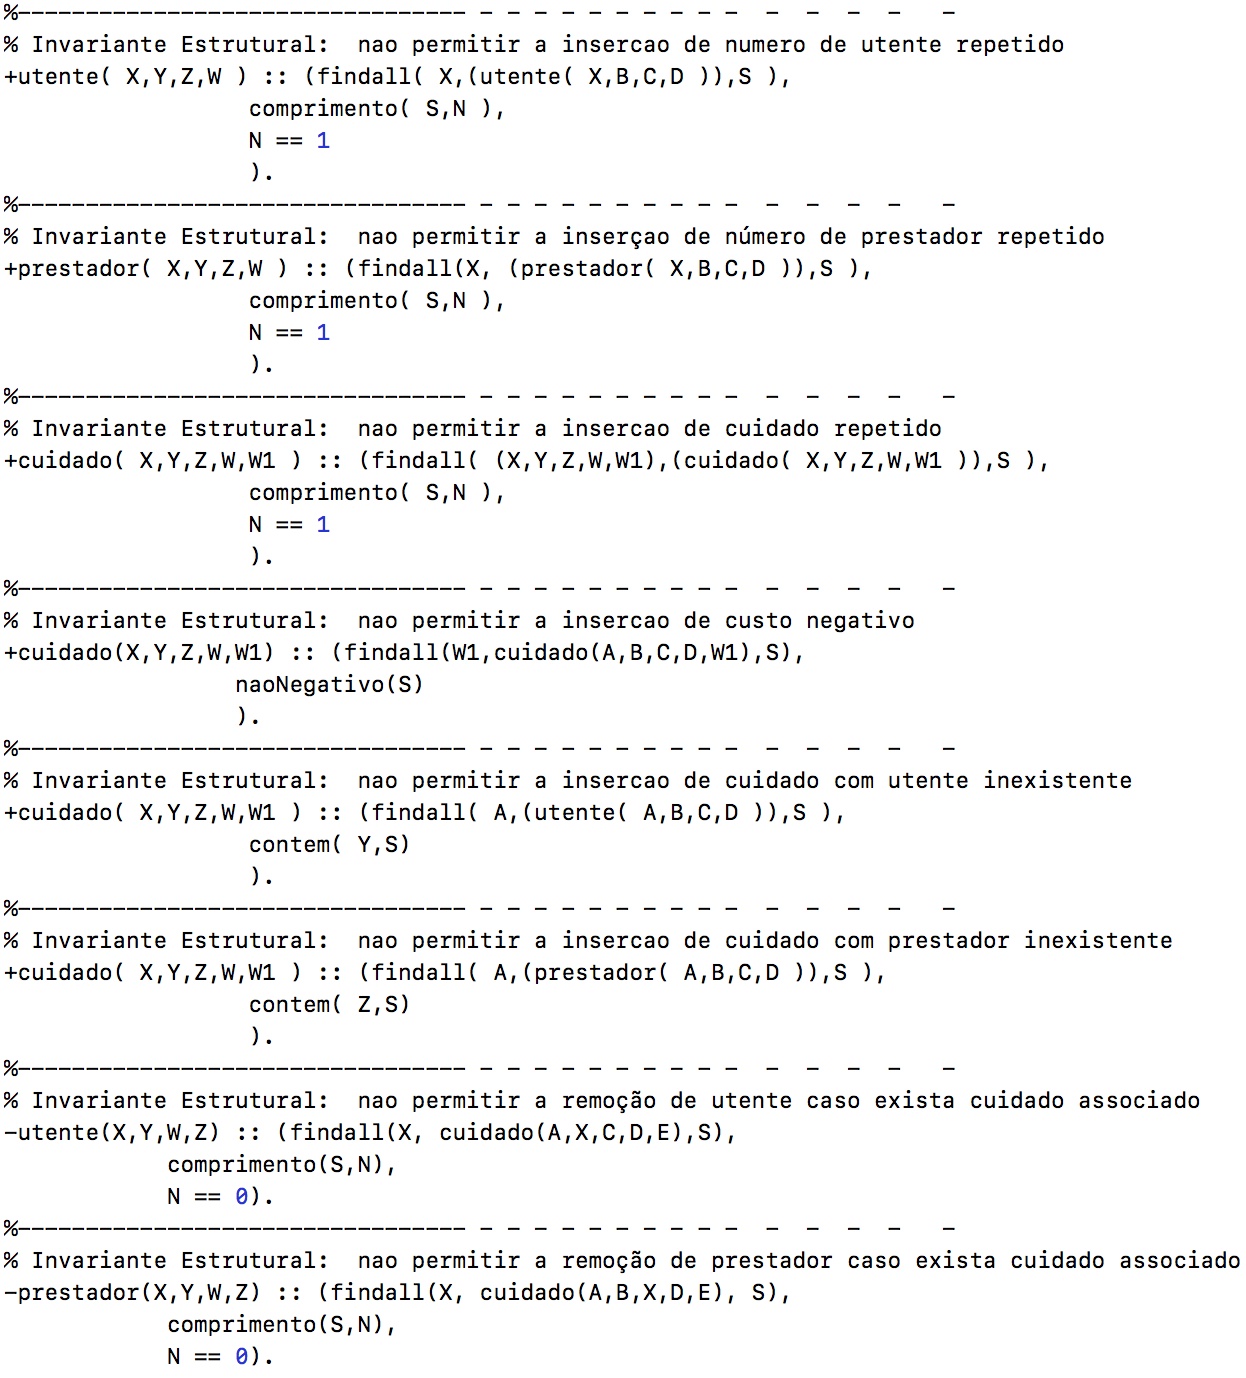 %--------------------------------- - - - - - - - - - -  -  -  -  -   -
% Invariante Estrutural:  nao permitir a insercao de numero de utente repetido
+utente( X,Y,Z,W ) :: (findall( X,(utente( X,B,C,D )),S ),
                  comprimento( S,N ),
                  N == 1
                  ).
%--------------------------------- - - - - - - - - - -  -  -  -  -   -
% Invariante Estrutural:  nao permitir a inserçao de número de prestador repetido
+prestador( X,Y,Z,W ) :: (findall(X, (prestador( X,B,C,D )),S ),
                  comprimento( S,N ),
                  N == 1
                  ).
%--------------------------------- - - - - - - - - - -  -  -  -  -   -
% Invariante Estrutural:  nao permitir a insercao de cuidado repetido
+cuidado( X,Y,Z,W,W1 ) :: (findall( (X,Y,Z,W,W1),(cuidado( X,Y,Z,W,W1 )),S ),
                  comprimento( S,N ),
                  N == 1
                  ).
%--------------------------------- - - - - - - - - - -  -  -  -  -   -
% Invariante Estrutural:  nao permitir a insercao de custo negativo
+cuidado(X,Y,Z,W,W1) :: (findall(W1,cuidado(A,B,C,D,W1),S),
                 naoNegativo(S)
                 ).
%--------------------------------- - - - - - - - - - -  -  -  -  -   -
% Invariante Estrutural:  nao permitir a insercao de cuidado com utente inexistente
+cuidado( X,Y,Z,W,W1 ) :: (findall( A,(utente( A,B,C,D )),S ),
                  contem( Y,S)
                  ).
%--------------------------------- - - - - - - - - - -  -  -  -  -   -
% Invariante Estrutural:  nao permitir a insercao de cuidado com prestador inexistente
+cuidado( X,Y,Z,W,W1 ) :: (findall( A,(prestador( A,B,C,D )),S ),
                  contem( Z,S)
                  ).
%--------------------------------- - - - - - - - - - -  -  -  -  -   -
% Invariante Estrutural:  nao permitir a remoção de utente caso exista cuidado associado
-utente(X,Y,W,Z) :: (findall(X, cuidado(A,X,C,D,E),S),
            comprimento(S,N),
            N == 0).
%--------------------------------- - - - - - - - - - -  -  -  -  -   -
% Invariante Estrutural:  nao permitir a remoção de prestador caso exista cuidado associado
-prestador(X,Y,W,Z) :: (findall(X, cuidado(A,B,X,D,E), S),
            comprimento(S,N),
            N == 0).